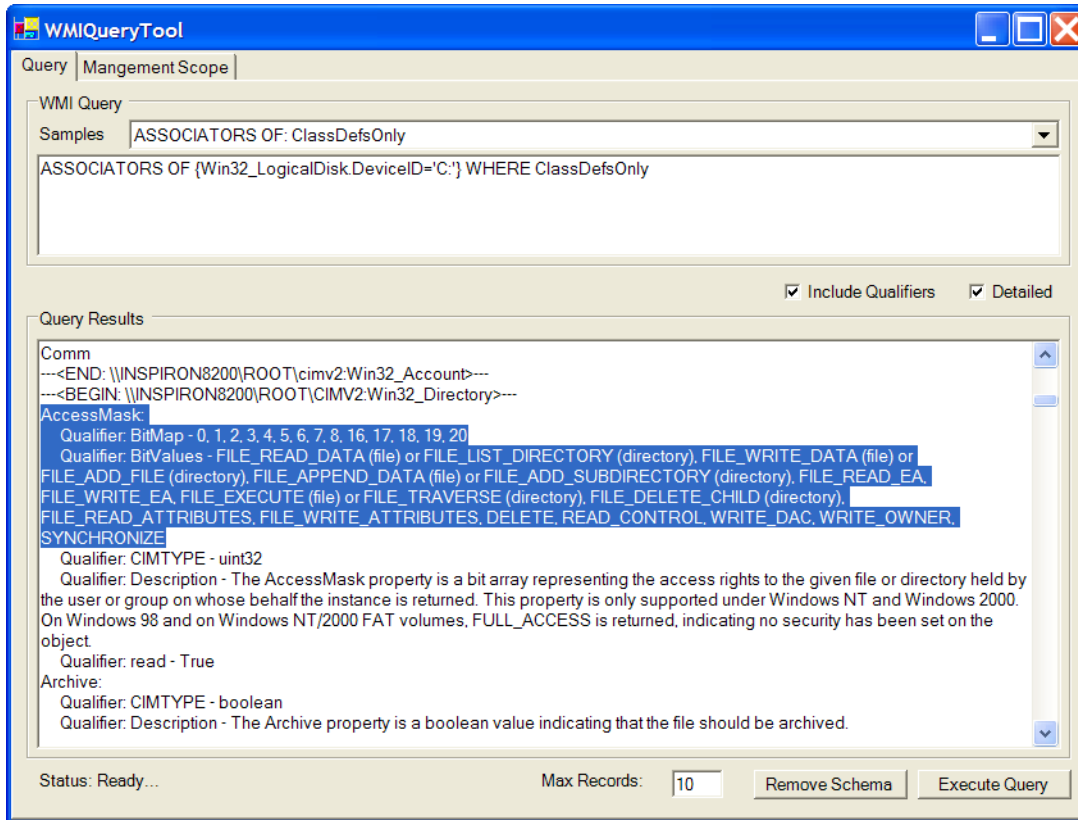 WMIQueryTool
Query
Mangement Scope
WMI Query
Samples
ASSOCIATORS OF: ClassDefsOnly
ASSOCIATORS OF {Win32_LogicalDisk.DeviceID='C:'} WHERE ClassDefsOnly
Include Qualifiers
Detailed
Query Results
Comm
---<END: \\INSPIRON8200\ROOT\cimv2:Win32_Account>---
---<BEGIN: \\INSPIRON8200\ROOT\CIMV2:Win32_Directory>---
AccessMask:
Qualifier: BitMap - 0, 1, 2, 3, 4, 5, 6, 7, 8, 16, 17, 18, 19, 20
Qualifier: BitValues - FILE_READ_DATA (file) or FILE_LIST_DIRECTORY (directory), FILE_WRITE_DATA (file) or
FILE_ADD_FILE (directory), FILE_APPEND_DATA (file) or FILE_ADD_SUBDIRECTORY (directory), FILE_READ_EA,
FILE_WRITE_EA, FILE_EXECUTE (file) or FILE_TRAVERSE (directory), FILE_DELETE_CHILD (directory),
FILE_READ_ATTRIBUTES, FILE_WRITE_ATTRIBUTES, DELETE, READ_CONTROL, WRITE_DAC, WRITE_OWNER,
SYNCHRONIZE
Qualifier: CIMTYPE - uint32
Qualifier: Description - The AccessMask property is a bit array representing the access rights to the given file or directory held by
the user or group on whose behalf the instance is returned. This property is only supported under Windows NT and Windows 2000.
On Windows 98 and on Windows NT/2000 FAT volumes, FULL_ACCESS is returned, indicating no security has been set on the
object.
Qualifier: read - True
Archive:
Qualifier: CIMTYPE - boolean
Qualifier: Description - The Archive property is a boolean value indicating that the file should be archived.
Status: Ready...
Max Records:
10
Remove Schema
Execute Query